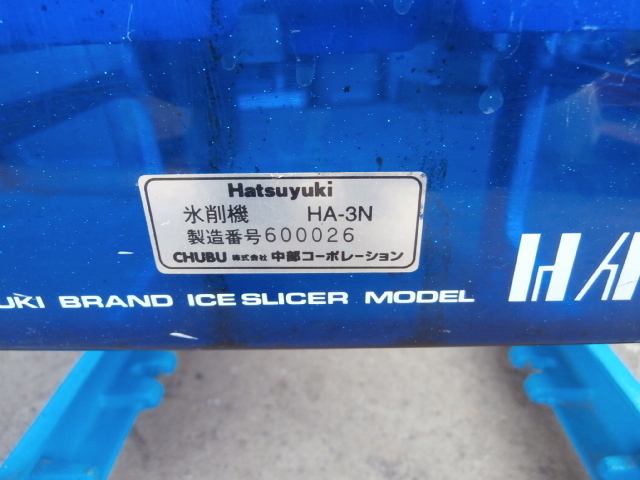 Hatsuyuki
氷削機 HA-3N
製造番号600026
CHUBU 株式会社 中部コーポレーション
UKI BRAND ICE SLICER MODEL HA